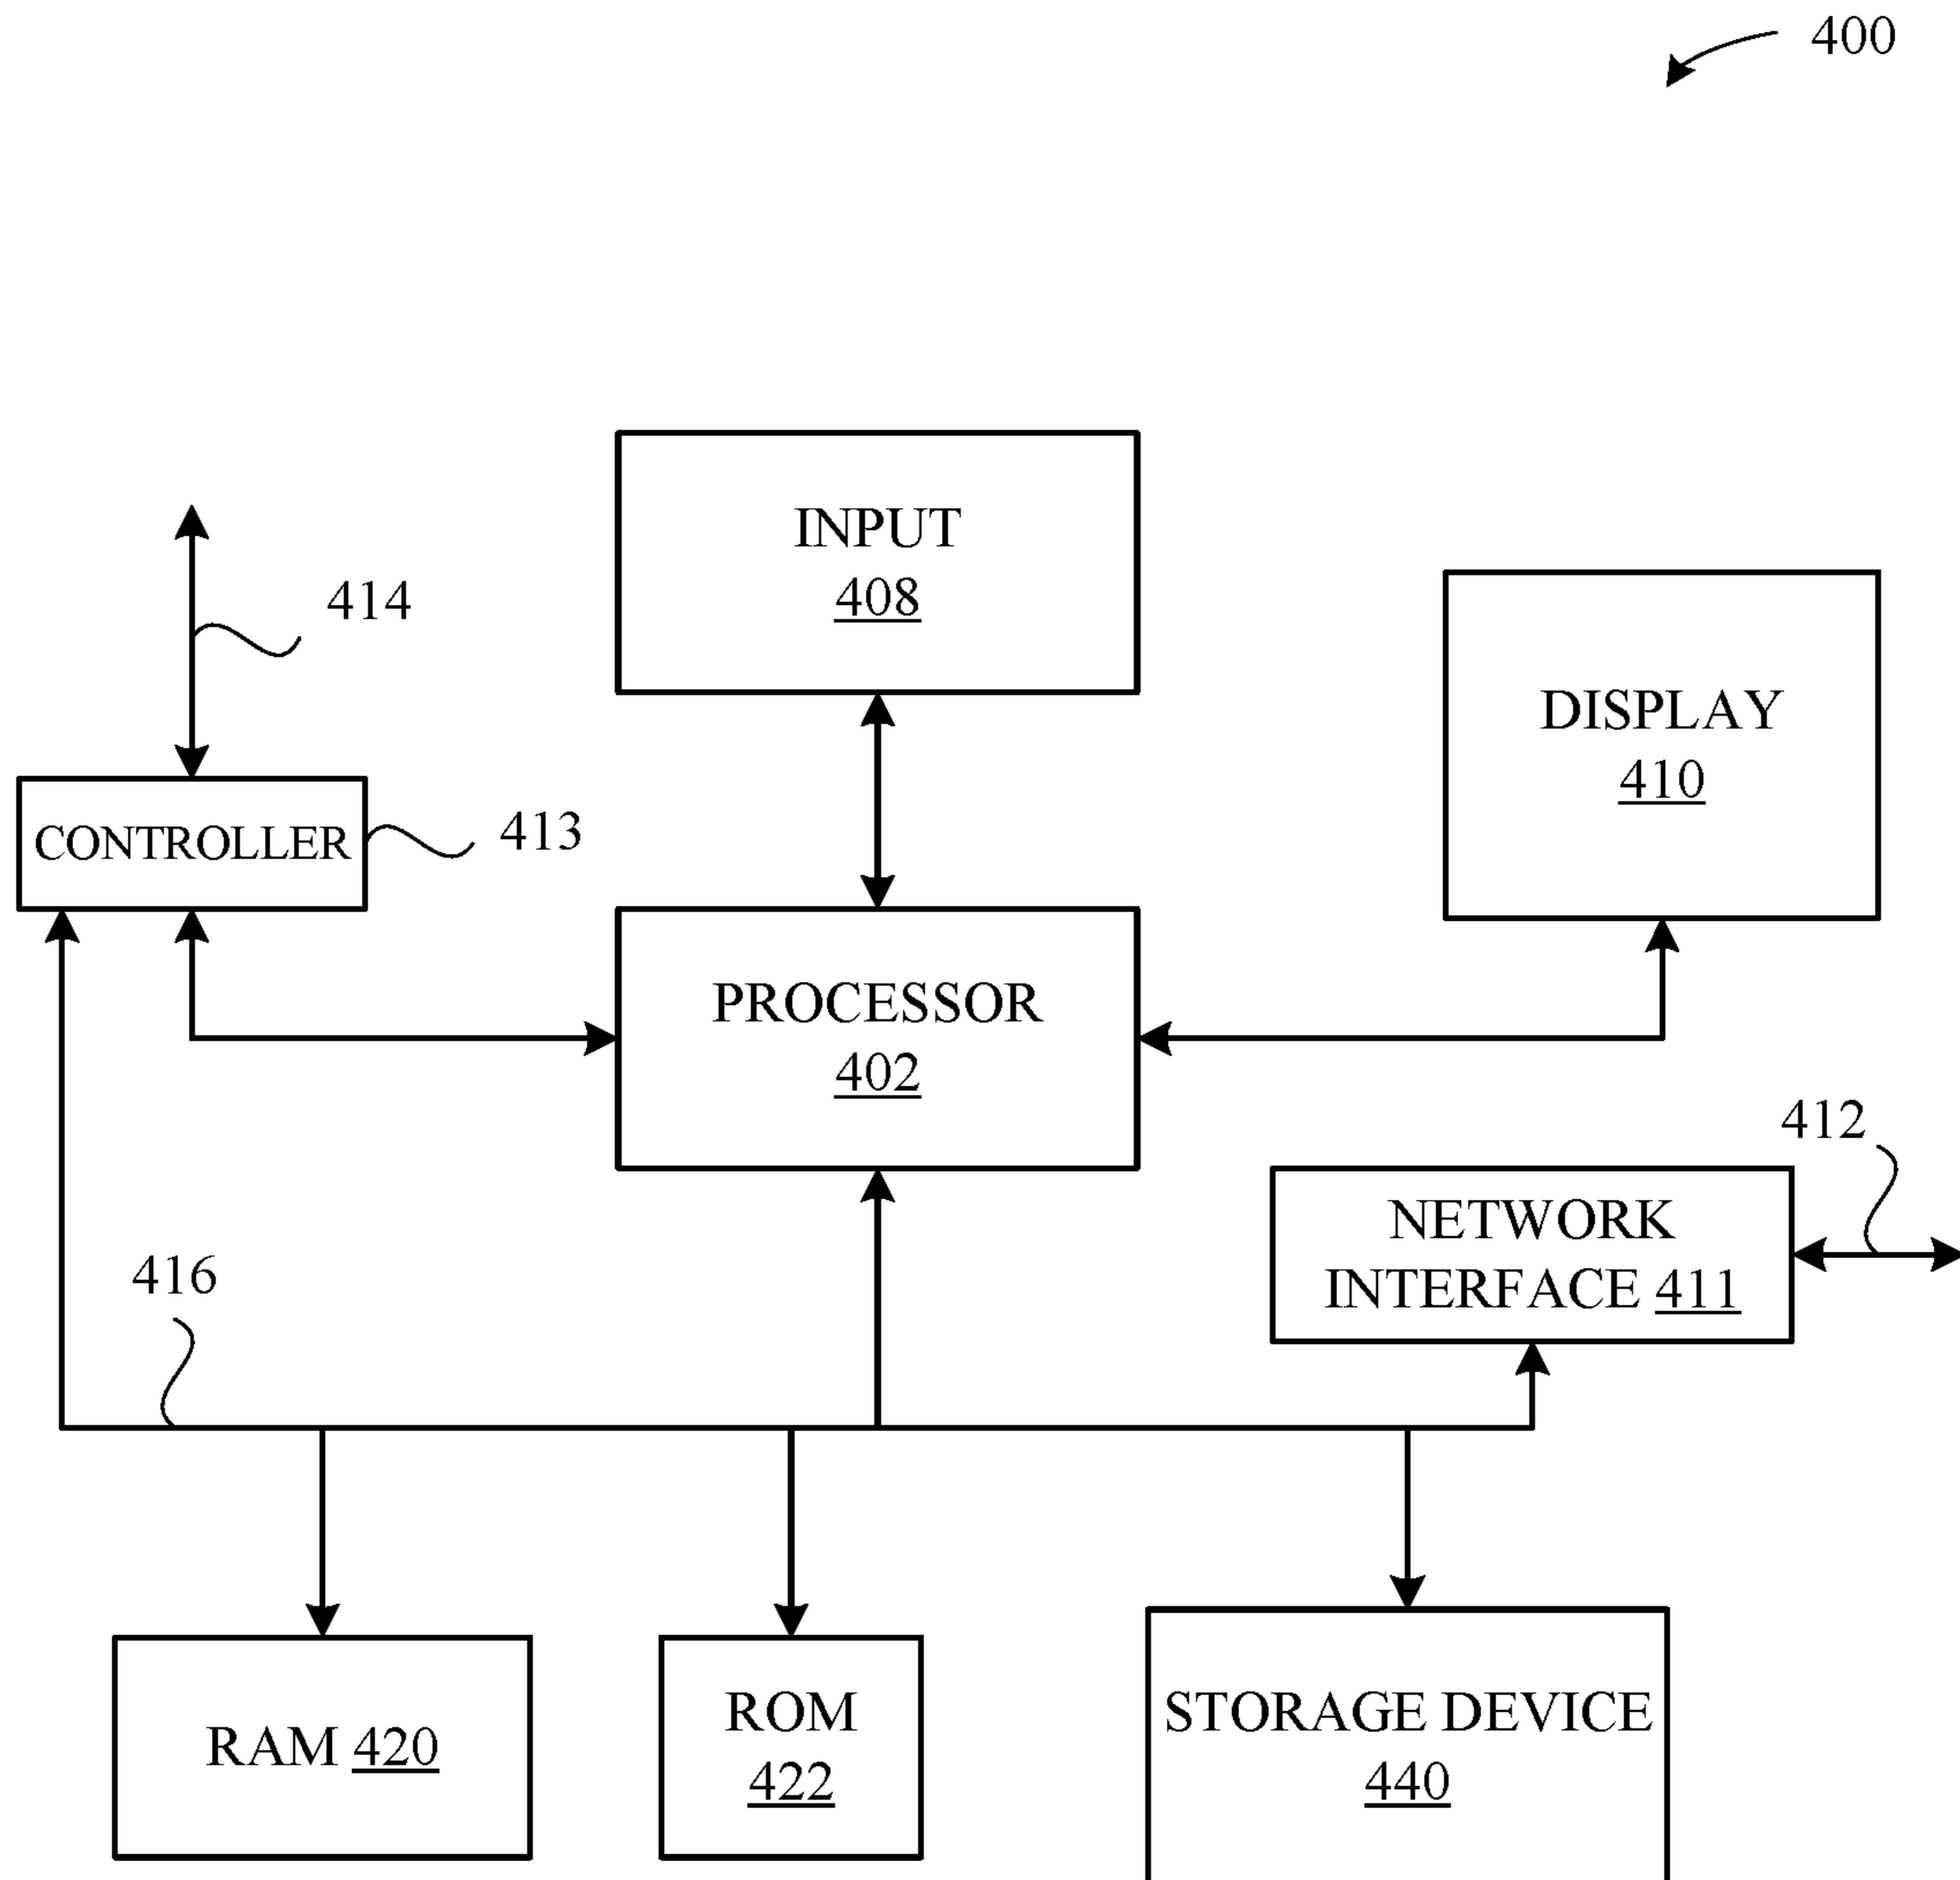 400
INPUT
408
414
DISPLAY
410
CONTROLLER
413
PROCESSOR
402
412
NETWORK
INTERFACE 411
416
RAM 420
ROM
422
STORAGE DEVICE
440